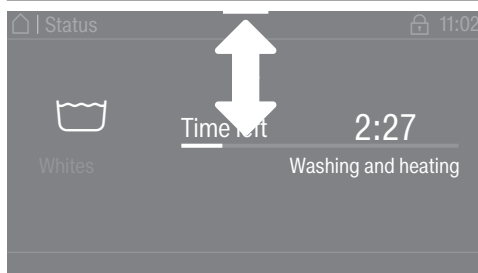 | Status 11:02
Time left 2:27
Whites Washing and heating